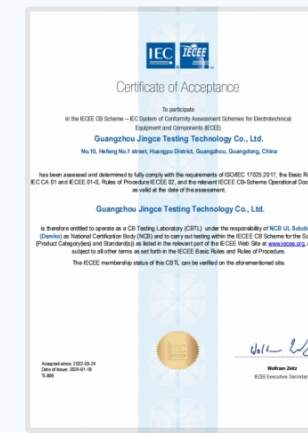 IEC IECEE
Certificate of Acceptance
To participate
in the IECEE CB Scheme – IEC System of Conformity Assessment Schemes for Electrotechnical
Equipment and Components (IECEE)
Guangzhou Jingce Testing Technology Co., Ltd.
No.10, Hefeng No.1 street, Huangpu District, Guangzhou, Guangdong, China
has been assessed and determined to fully comply with the requirements of ISO/IEC 17025:2017, the Basic Ru
IEC CA 01 and IECEE 01-S, Rules of Procedure IECEE 02, and the relevant IECEE CB-Scheme Operational Doc
as valid at the date of the assessment.
Guangzhou Jingce Testing Technology Co., Ltd.
is therefore entitled to operate as a CB Testing Laboratory (CBTL) under the responsibility of NCB UL Soluti
(Demko) as National Certification Body (NCB) and to carry out testing within the IECEE CB Scheme for the Sc
(Product Category(ies) and Standard(s)) as listed in the relevant part of the IECEE Web Site at www.iecee.org,
subject to all other terms as set forth in the IECEE Basic Rules and Rules of Procedure.
The IECEE membership status of this CBTL can be verified on the aforementioned site.
Accepted since: 2022-03-24
Date of Issue: 2024-01-18
TL809
Wolfram Zeitz
IECEE Executive Secretar